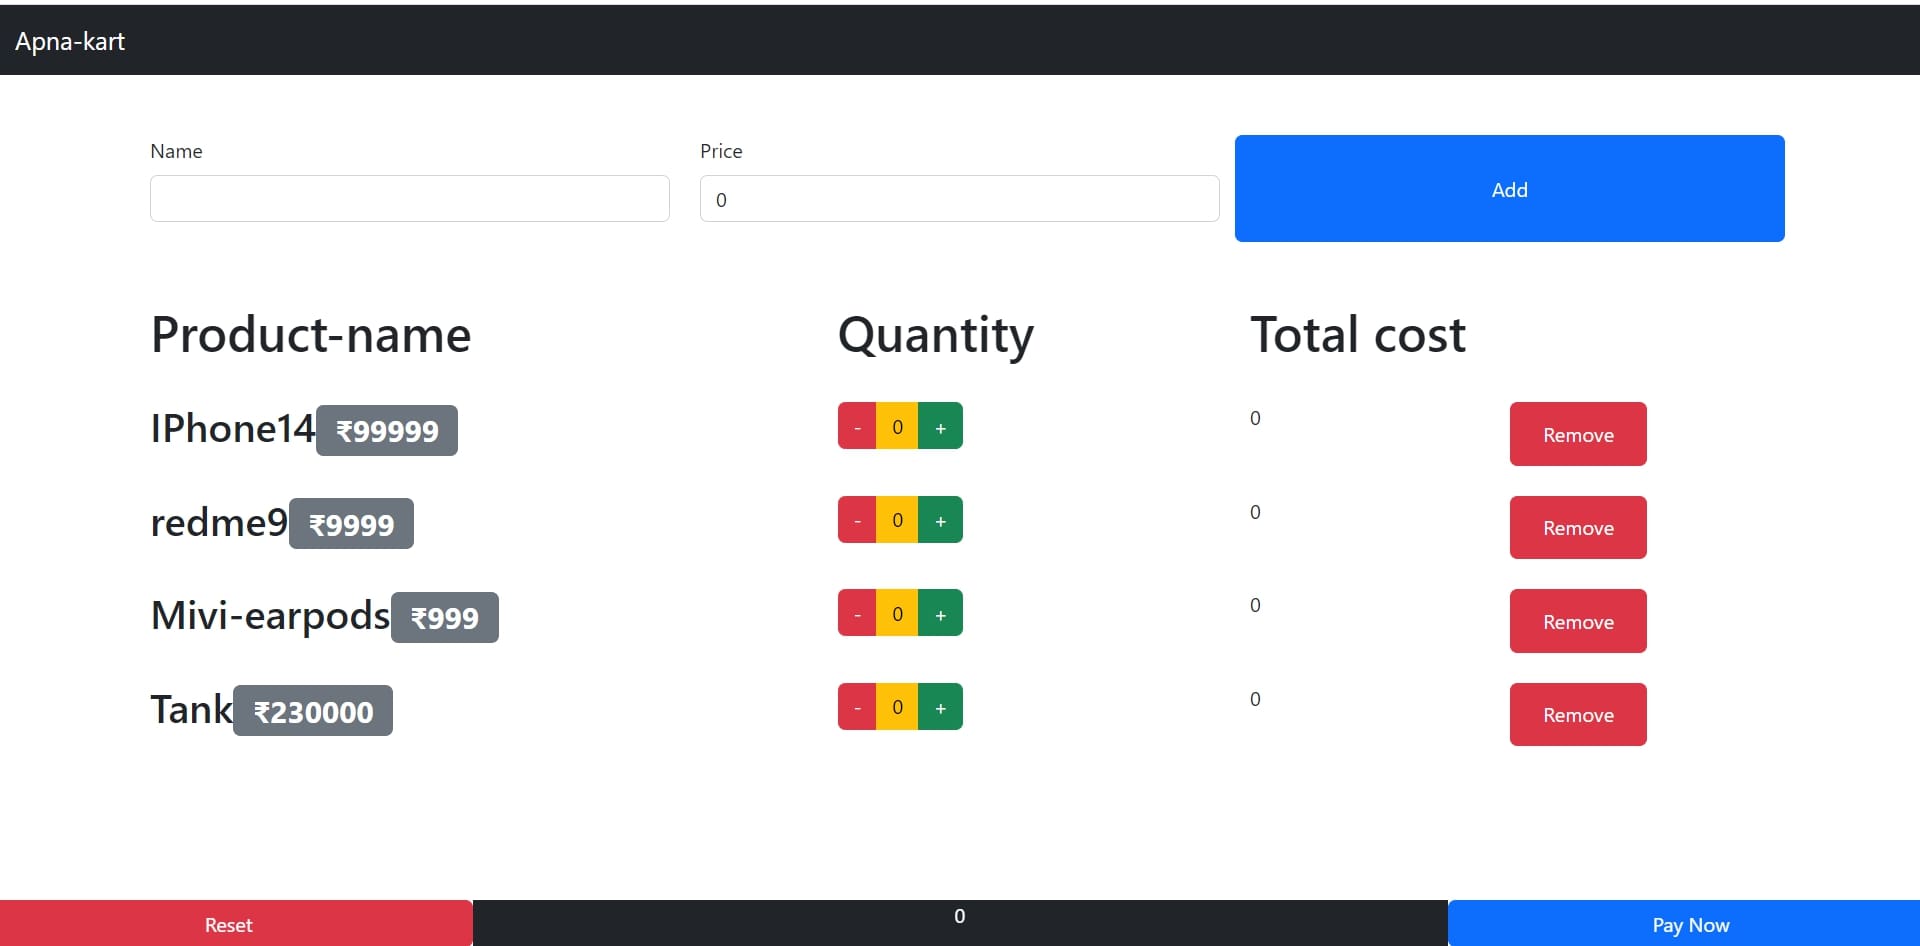 Apna-kart
Name Price
0 Add
Product-name Quantity Total cost
IPhone14 ₹99999 - 0 + 0 Remove
redme9 ₹9999 - 0 + 0 Remove
Mivi-earpods ₹999 - 0 + 0 Remove
Tank ₹230000 - 0 + 0 Remove
Reset 0 Pay Now